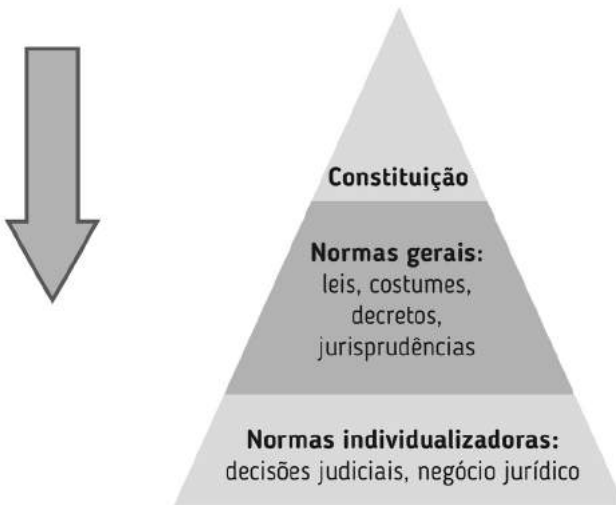 Constituição
Normas gerais:
leis, costumes,
decretos,
jurisprudências
Normas individualizadoras:
decisões judiciais, negócio jurídico